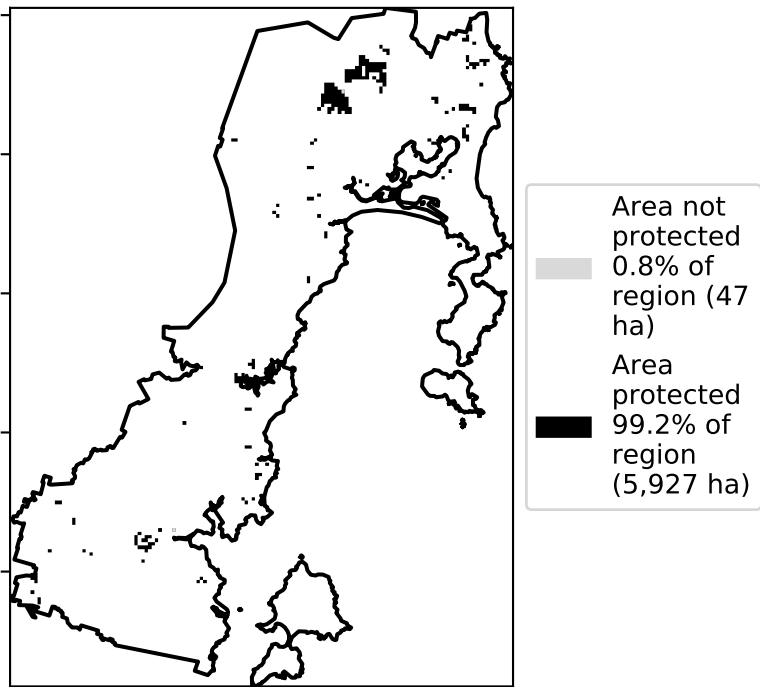 Area not
protected
0.8% of
region (47
ha)
Area
protected
99.2% of
region
(5,927 ha)